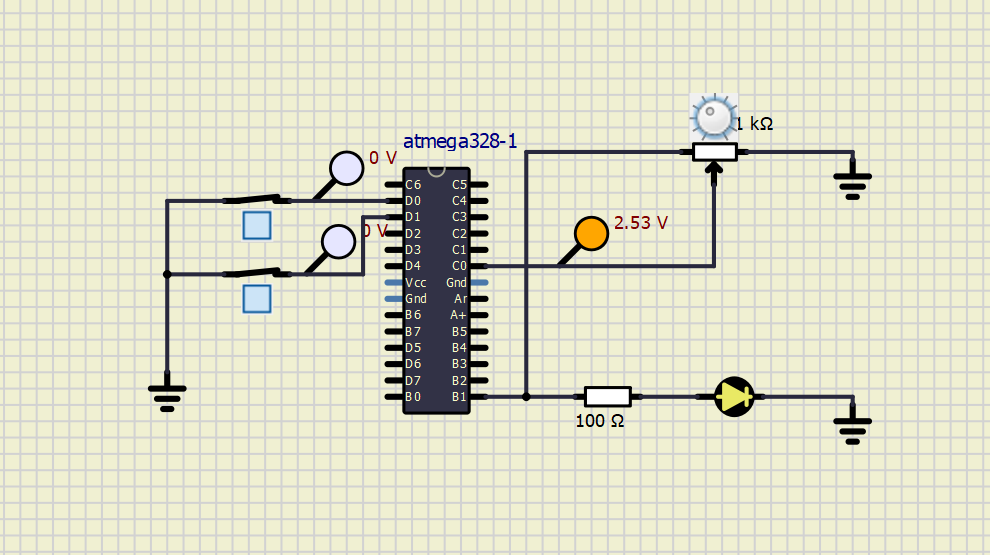 1 kΩ
atmega328-1
0 V
C6 C5
D0 C4
D1 C3
2.53 V
0 V
D2 C2
D3 C1
D4 C0
Vcc Gnd
Gnd Ar
B6 A+
B7 B5
D5 B4
D6 B3
D7 B2
B0 B1
100 Ω